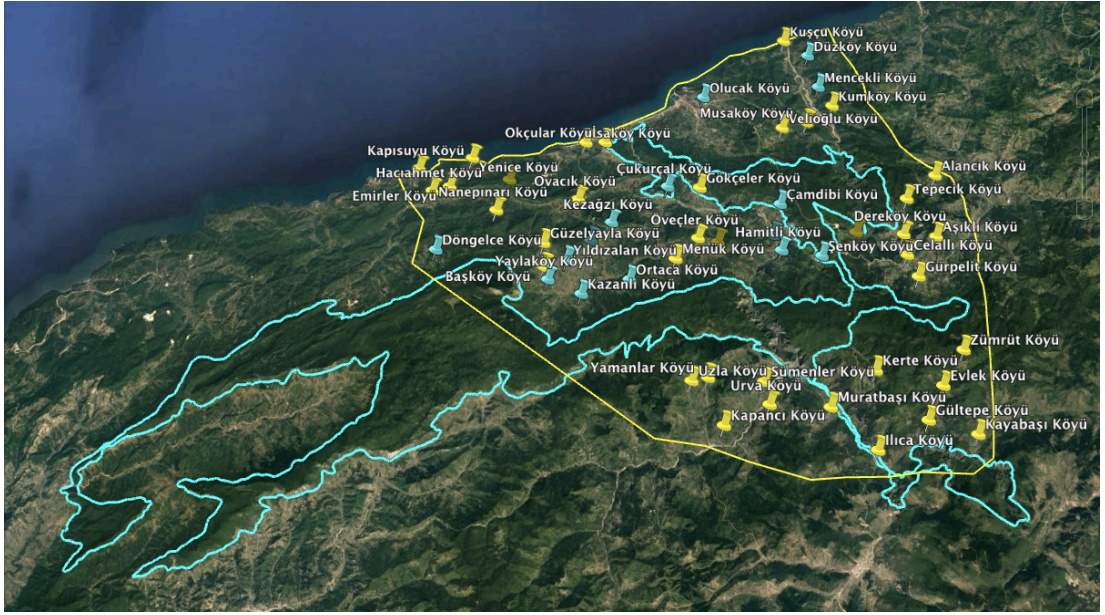 Kuşçu Köyü
Düzköy Köyü
Mencekli Köyü
Olucak Köyü
Kumköy Köyü
Musaköy Köyü
Velioğlu Köyü
Okçular Köyü
İsaköy Köyü
Kapısuyu Köyü
Yenice Köyü
Alancık Köyü
Hacıahmet Köyü
Çukurçal Köyü
Gökçeler Köyü
Ovacık Köyü
Tepecik Köyü
Emirler Köyü
Nanepınarı Köyü
Çamdibi Köyü
Kezağzı Köyü
Dereköy Köyü
Öveçler Köyü
Aşıklı Köyü
Güzelyayla Köyü
Hamitli Köyü
Döngelce Köyü
Celallı Köyü
Yıldızalan Köyü
Menük Köyü
Şenköy Köyü
Yaylaköy Köyü
Gürpelit Köyü
Başköy Köyü
Ortaca Köyü
Kazanlı Köyü
Zümrüt Köyü
Kerte Köyü
Yamanlar Köyü
Uzla Köyü
Sümenler Köyü
Evlek Köyü
Urva Köyü
Muratbaşı Köyü
Kapancı Köyü
Gültepe Köyü
Kayabaşı Köyü
Ilıca Köyü